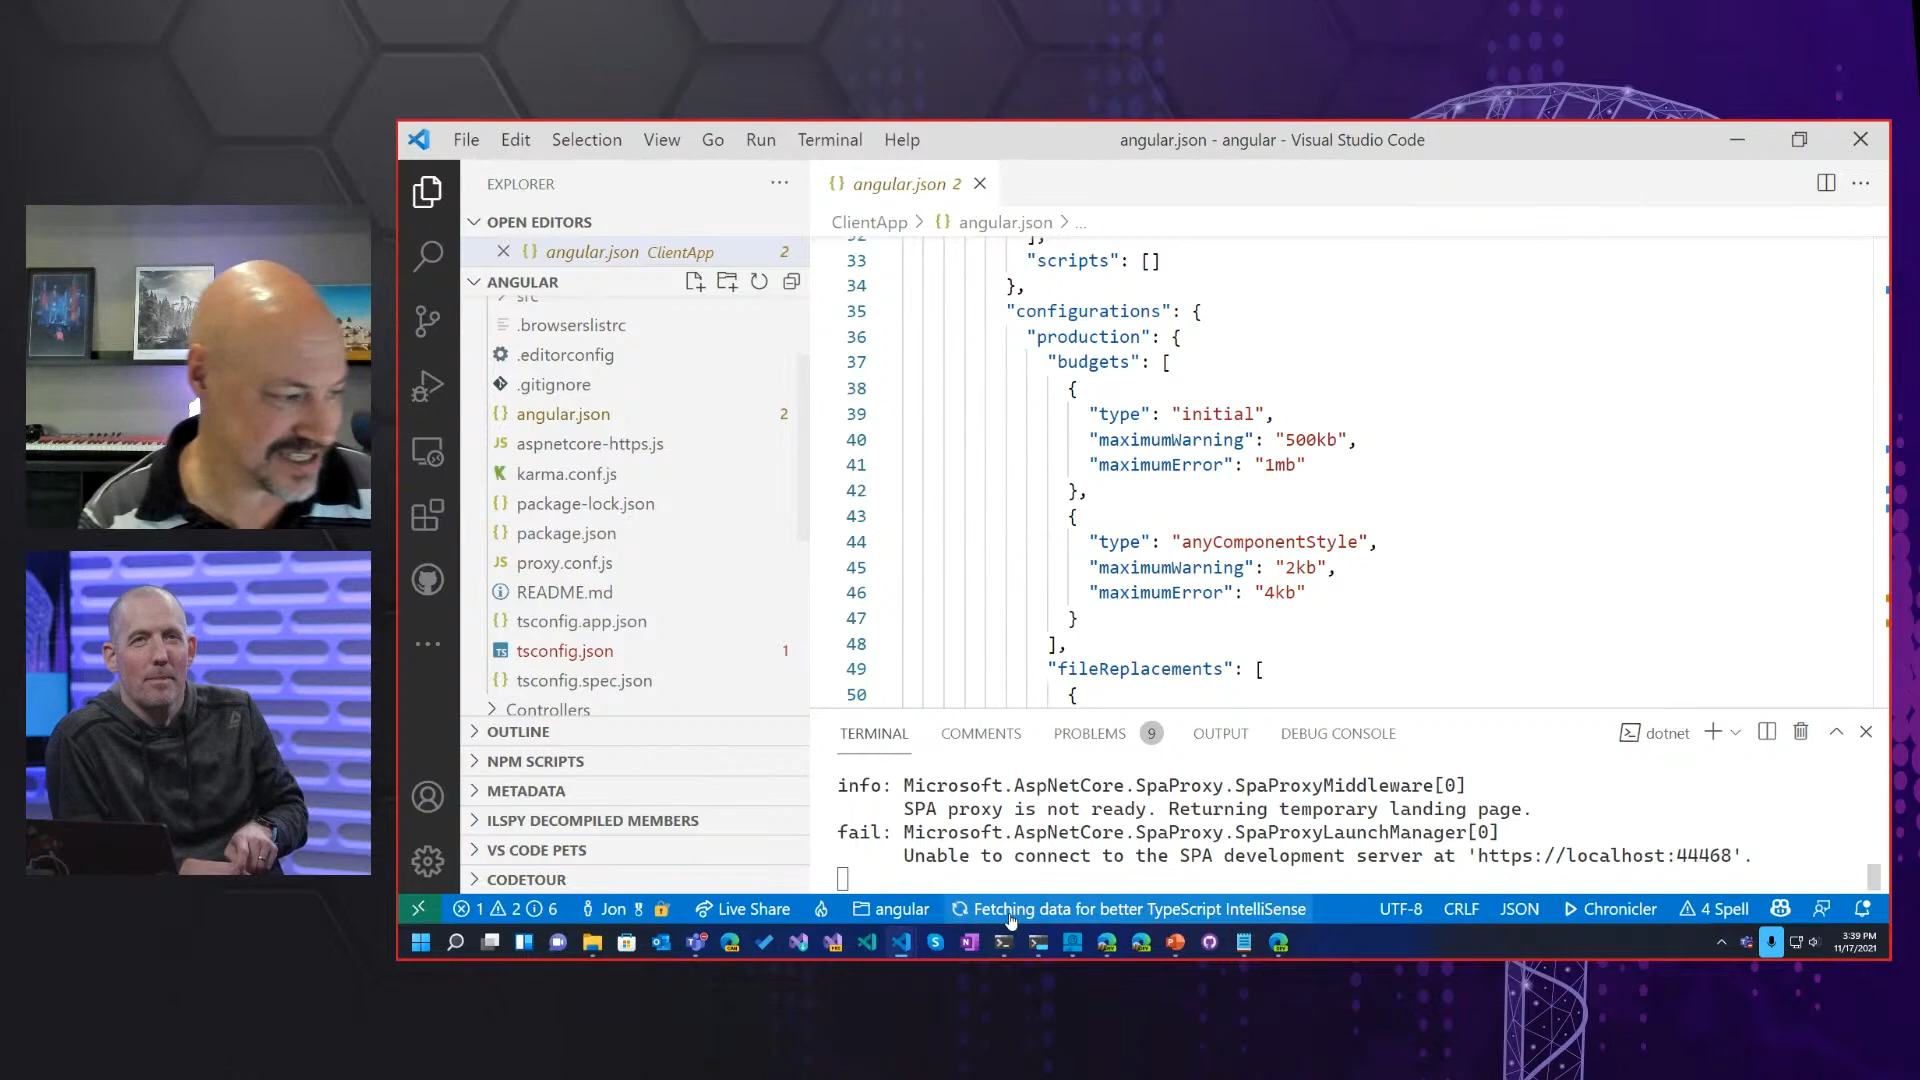 File Edit Selection View Go Run Terminal Help
angular.json - angular - Visual Studio Code
EXPLORER
OPEN EDITORS
angular.json ClientApp 2
ANGULAR
src
.browserslistrc
.editorconfig
.gitignore
angular.json 2
aspnetcore-https.js
karma.conf.js
package-lock.json
package.json
proxy.conf.js
README.md
tsconfig.app.json
tsconfig.json 1
tsconfig.spec.json
Controllers
OUTLINE
NPM SCRIPTS
METADATA
ILSPY DECOMPILED MEMBERS
VS CODE PETS
CODETOUR
angular.json 2
ClientApp > {} angular.json > ...
32 ],
33 "scripts": []
34 },
35 "configurations": {
36 "production": {
37 "budgets": [
38 {
39 "type": "initial",
40 "maximumWarning": "500kb",
41 "maximumError": "1mb"
42 },
43 {
44 "type": "anyComponentStyle",
45 "maximumWarning": "2kb",
46 "maximumError": "4kb"
47 }
48 ],
49 "fileReplacements": [
50 {
TERMINAL COMMENTS PROBLEMS 9 OUTPUT DEBUG CONSOLE
dotnet
info: Microsoft.AspNetCore.SpaProxy.SpaProxyMiddleware[0]
SPA proxy is not ready. Returning temporary landing page.
fail: Microsoft.AspNetCore.SpaProxy.SpaProxyLaunchManager[0]
Unable to connect to the SPA development server at 'https://localhost:44468'.
1 2 6 Jon Live Share angular Fetching data for better TypeScript IntelliSense UTF-8 CRLF JSON Chronicler 4 Spell
3:39 PM
11/17/2021